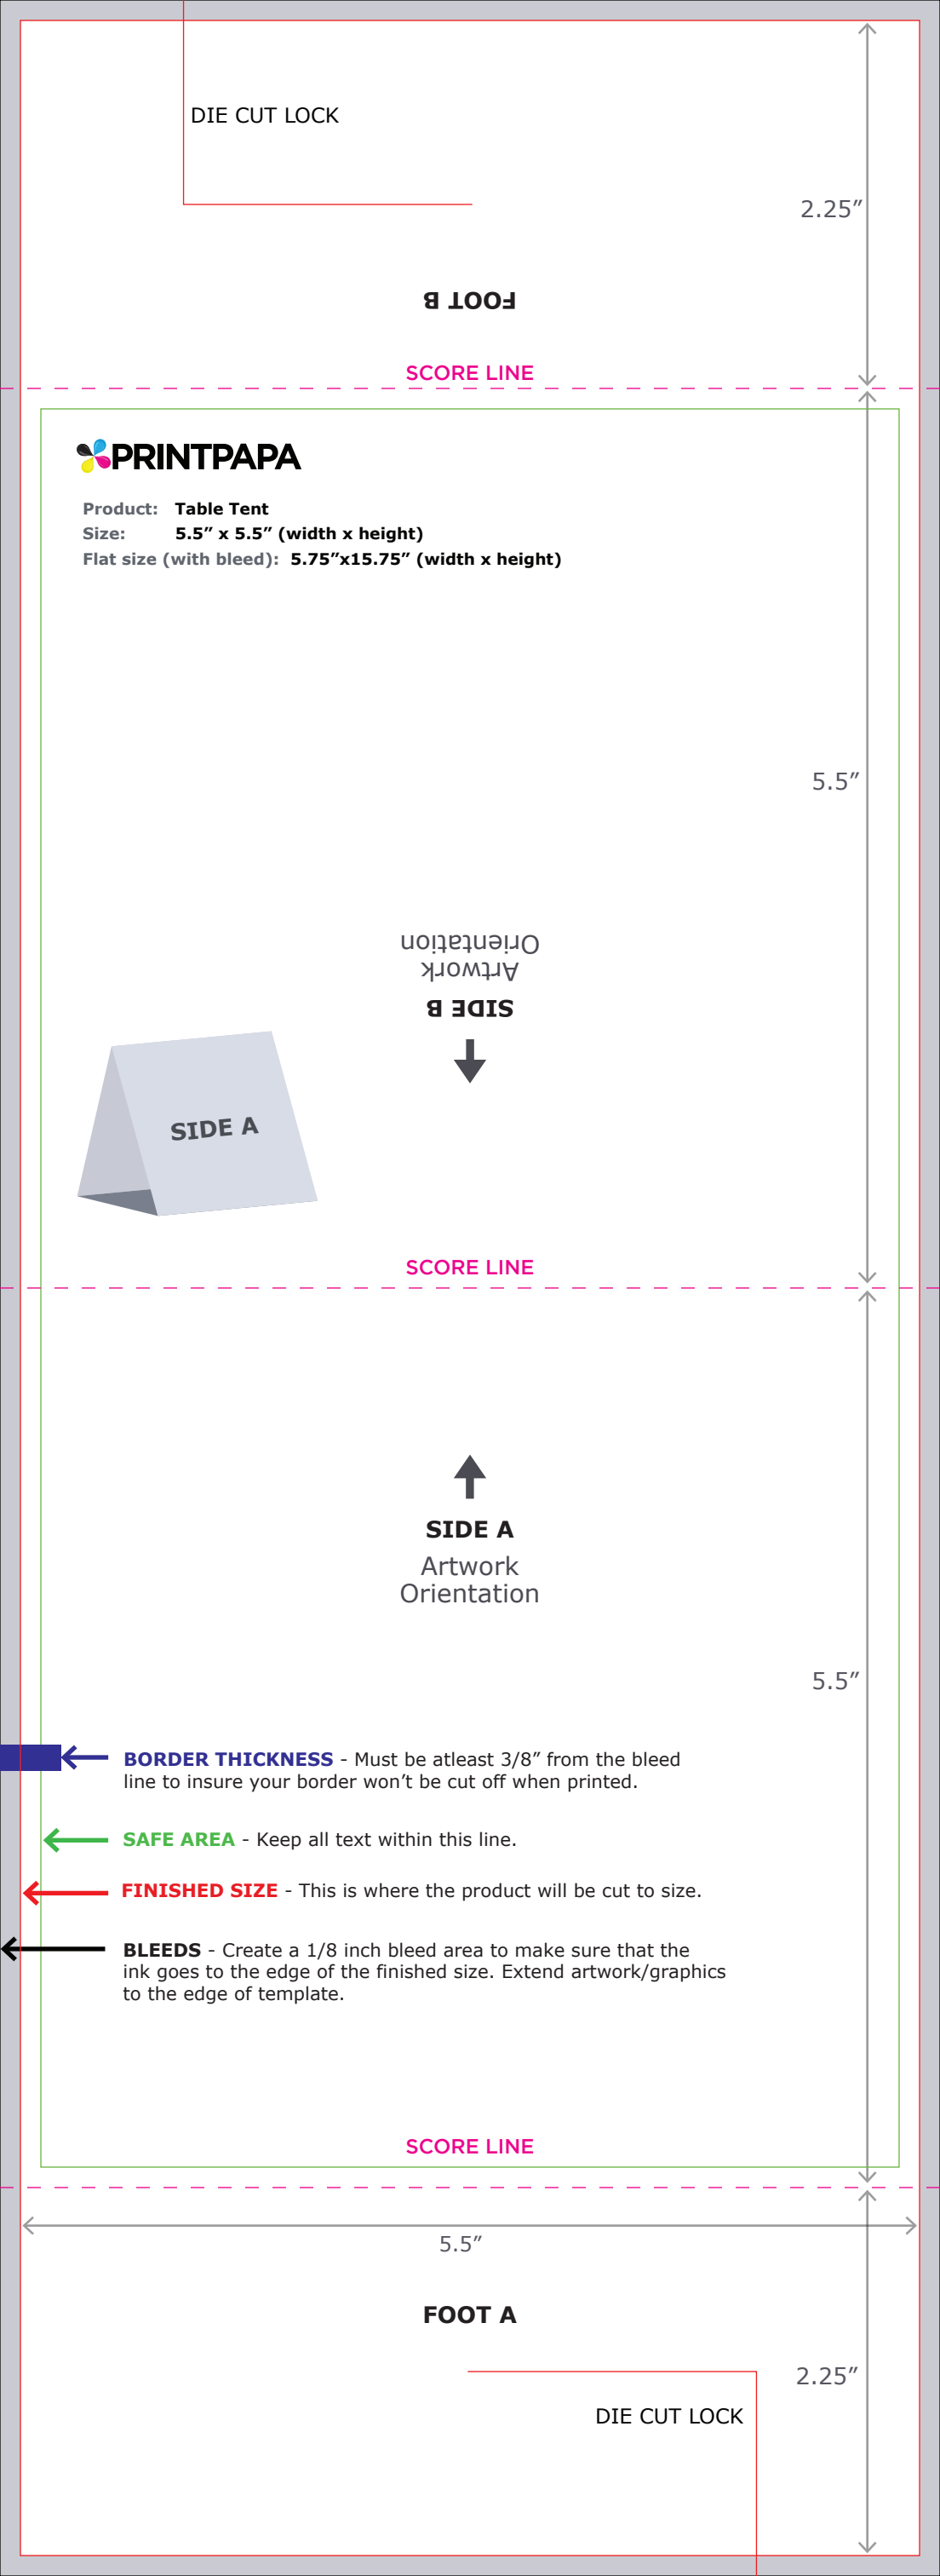 DIE CUT LOCK
2.25”
FOOT B
SCORE LINE
PRINTPAPA
Product: Table Tent
Size: 5.5” x 5.5” (width x height)
Flat size (with bleed): 5.75”x15.75” (width x height)
5.5”
SIDE B
Artwork
Orientation
SIDE A
SCORE LINE
SIDE A
Artwork
Orientation
5.5”
BORDER THICKNESS - Must be atleast 3/8” from the bleed
line to insure your border won’t be cut off when printed.
SAFE AREA - Keep all text within this line.
FINISHED SIZE - This is where the product will be cut to size.
BLEEDS - Create a 1/8 inch bleed area to make sure that the
ink goes to the edge of the finished size. Extend artwork/graphics
to the edge of template.
SCORE LINE
5.5”
FOOT A
2.25”
DIE CUT LOCK